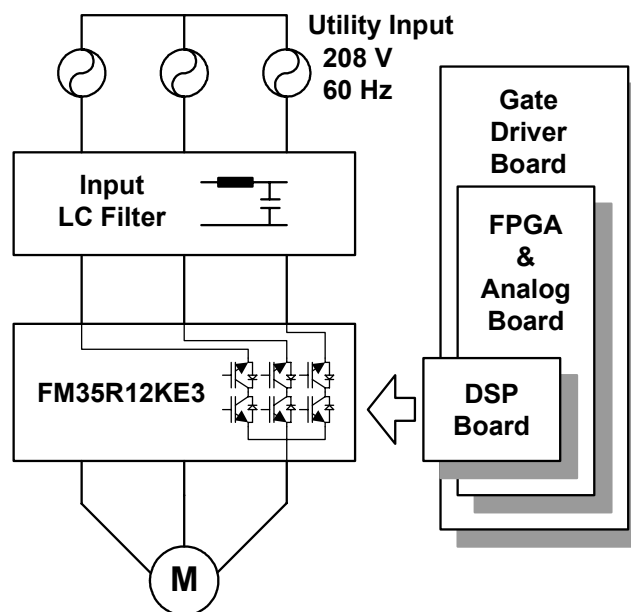 Utility Input
208 V
60 Hz
Input
LC Filter
FM35R12KE3
M
Gate
Driver
Board
FPGA
&
Analog
Board
DSP
Board